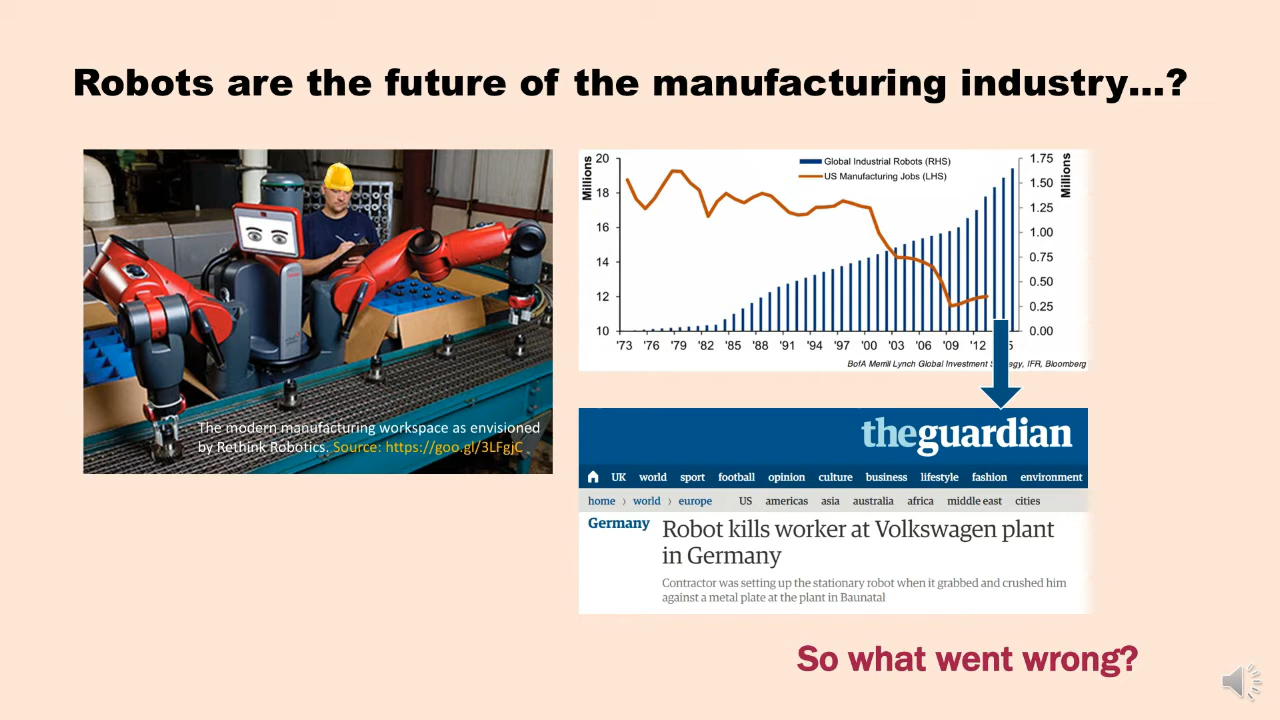 Robots are the future of the manufacturing industry...?
The modern manufacturing workspace as envisioned
by Rethink Robotics. Source: https://goo.gl/3LFgjC
Millions
20
18
16
14
12
10
Global Industrial Robots (RHS)
US Manufacturing Jobs (LHS)
1.75
1.50
1.25
1.00
0.75
0.50
0.25
0.00
Millions
'73 '76 '79 '82 '85 '88 '91 '94 '97 '00 '03 '06 '09 '12
BofA Merrill Lynch Global Investment IFR, Bloomberg
theguardian
UK world sport football opinion culture business lifestyle fashion environment
home › world › europe US americas asia australia africa middle east cities
Germany
Robot kills worker at Volkswagen plant
in Germany
Contractor was setting up the stationary robot when it grabbed and crushed him
against a metal plate at the plant in Baunatal
So what went wrong?